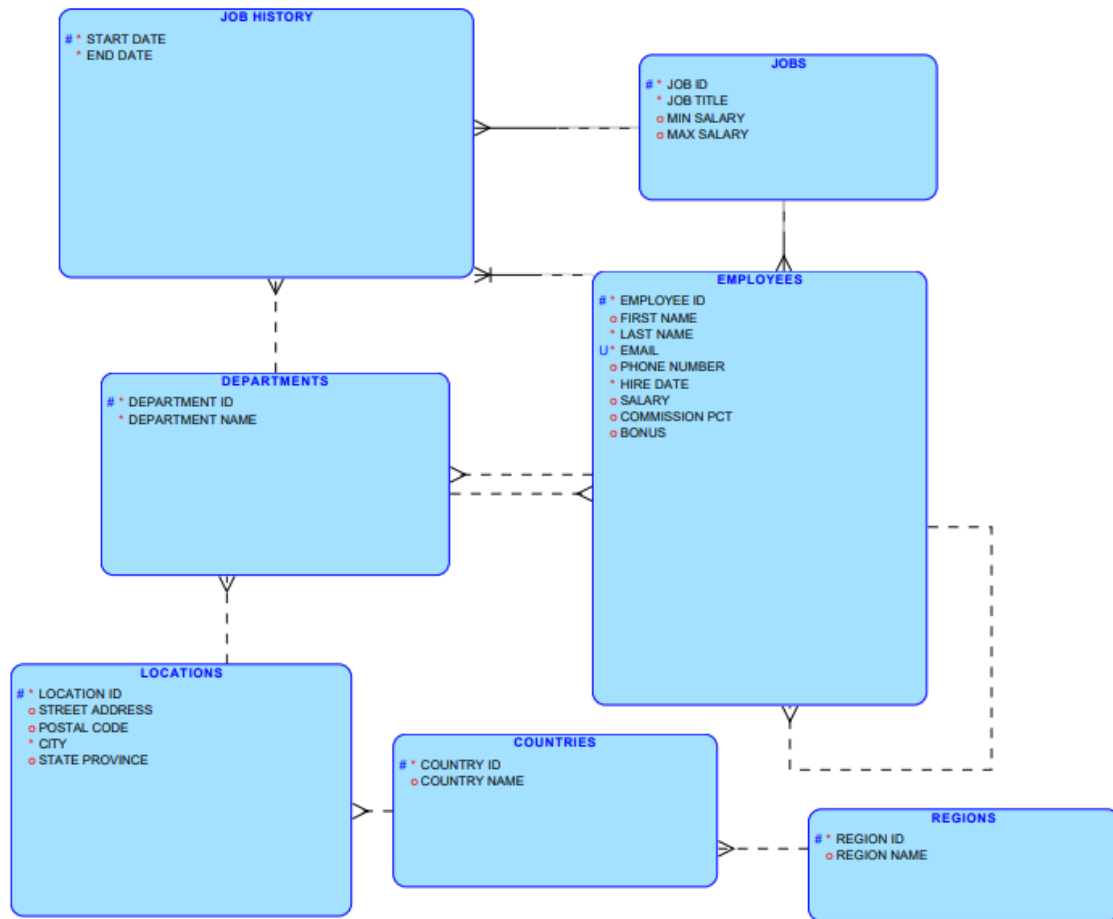 JOB HISTORY
# * START DATE
* END DATE
JOBS
# * JOB ID
* JOB TITLE
o MIN SALARY
o MAX SALARY
EMPLOYEES
# * EMPLOYEE ID
o FIRST NAME
* LAST NAME
U * EMAIL
o PHONE NUMBER
* HIRE DATE
o SALARY
o COMMISSION PCT
o BONUS
DEPARTMENTS
# * DEPARTMENT ID
* DEPARTMENT NAME
LOCATIONS
# * LOCATION ID
o STREET ADDRESS
o POSTAL CODE
* CITY
o STATE PROVINCE
COUNTRIES
# * COUNTRY ID
o COUNTRY NAME
REGIONS
# * REGION ID
o REGION NAME